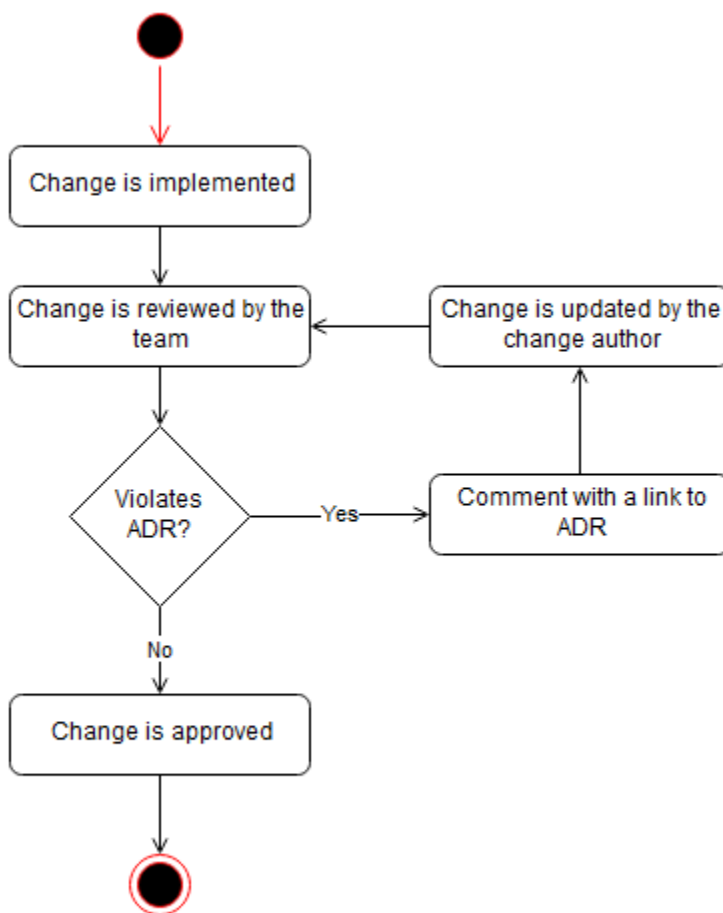 Change is implemented
Change is reviewed by the
team
Change is updated by the
change author
Violates
ADR?
Yes
Comment with a link to
ADR
No
Change is approved